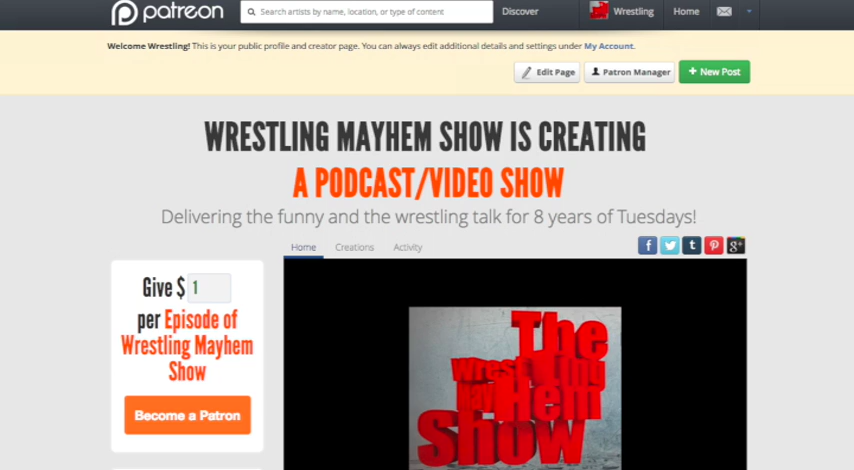 patreon
Search artists by name, location, or type of content
Discover
Wrestling
Home
Welcome Wrestling! This is your public profile and creator page. You can always edit additional details and settings under My Account.
Edit Page
Patron Manager
+ New Post
WRESTLING MAYHEM SHOW IS CREATING
A PODCAST/VIDEO SHOW
Delivering the funny and the wrestling talk for 8 years of Tuesdays!
Home Creations Activity
f t p g+
Give $ 1
per Episode of
Wrestling Mayhem
Show
Become a Patron
The
Wrestling
MayHem
Show